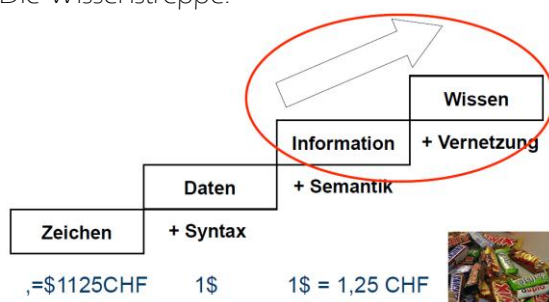 Die Wissenstreppe:
Wissen
Information
+ Vernetzung
Daten
+ Semantik
Zeichen
+ Syntax
,=$1125CHF
1$
1$ = 1,25 CHF